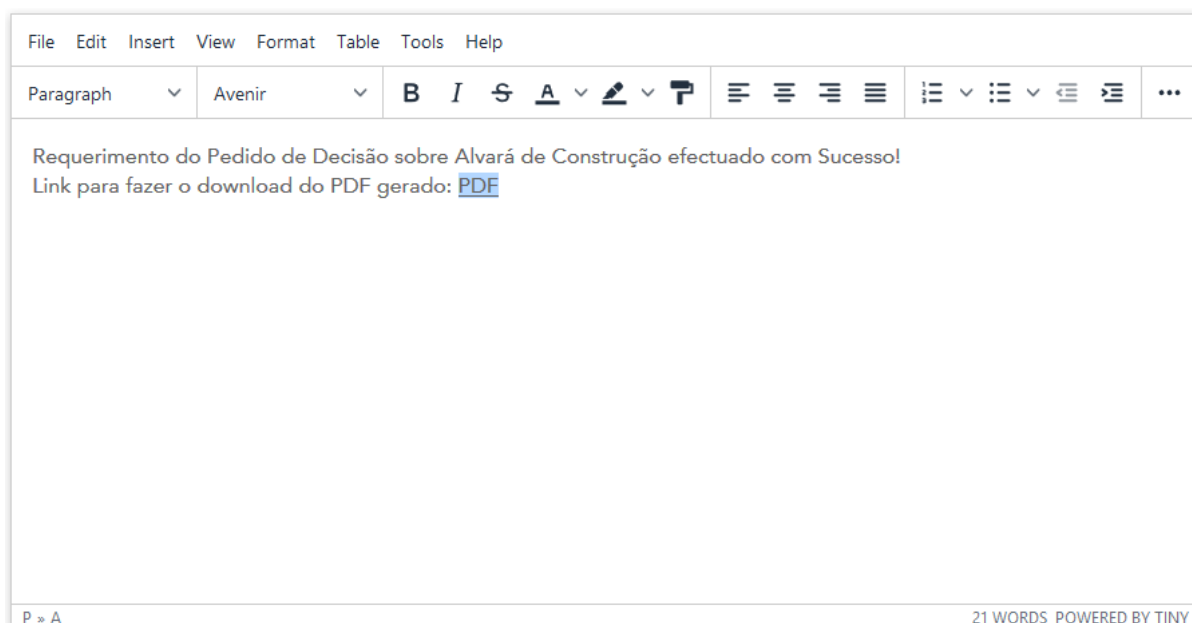 File Edit Insert View Format Table Tools Help
Paragraph Avenir B I S A
Requerimento do Pedido de Decisão sobre Alvará de Construção efectuado com Sucesso!
Link para fazer o download do PDF gerado: PDF
P » A 21 WORDS POWERED BY TINY